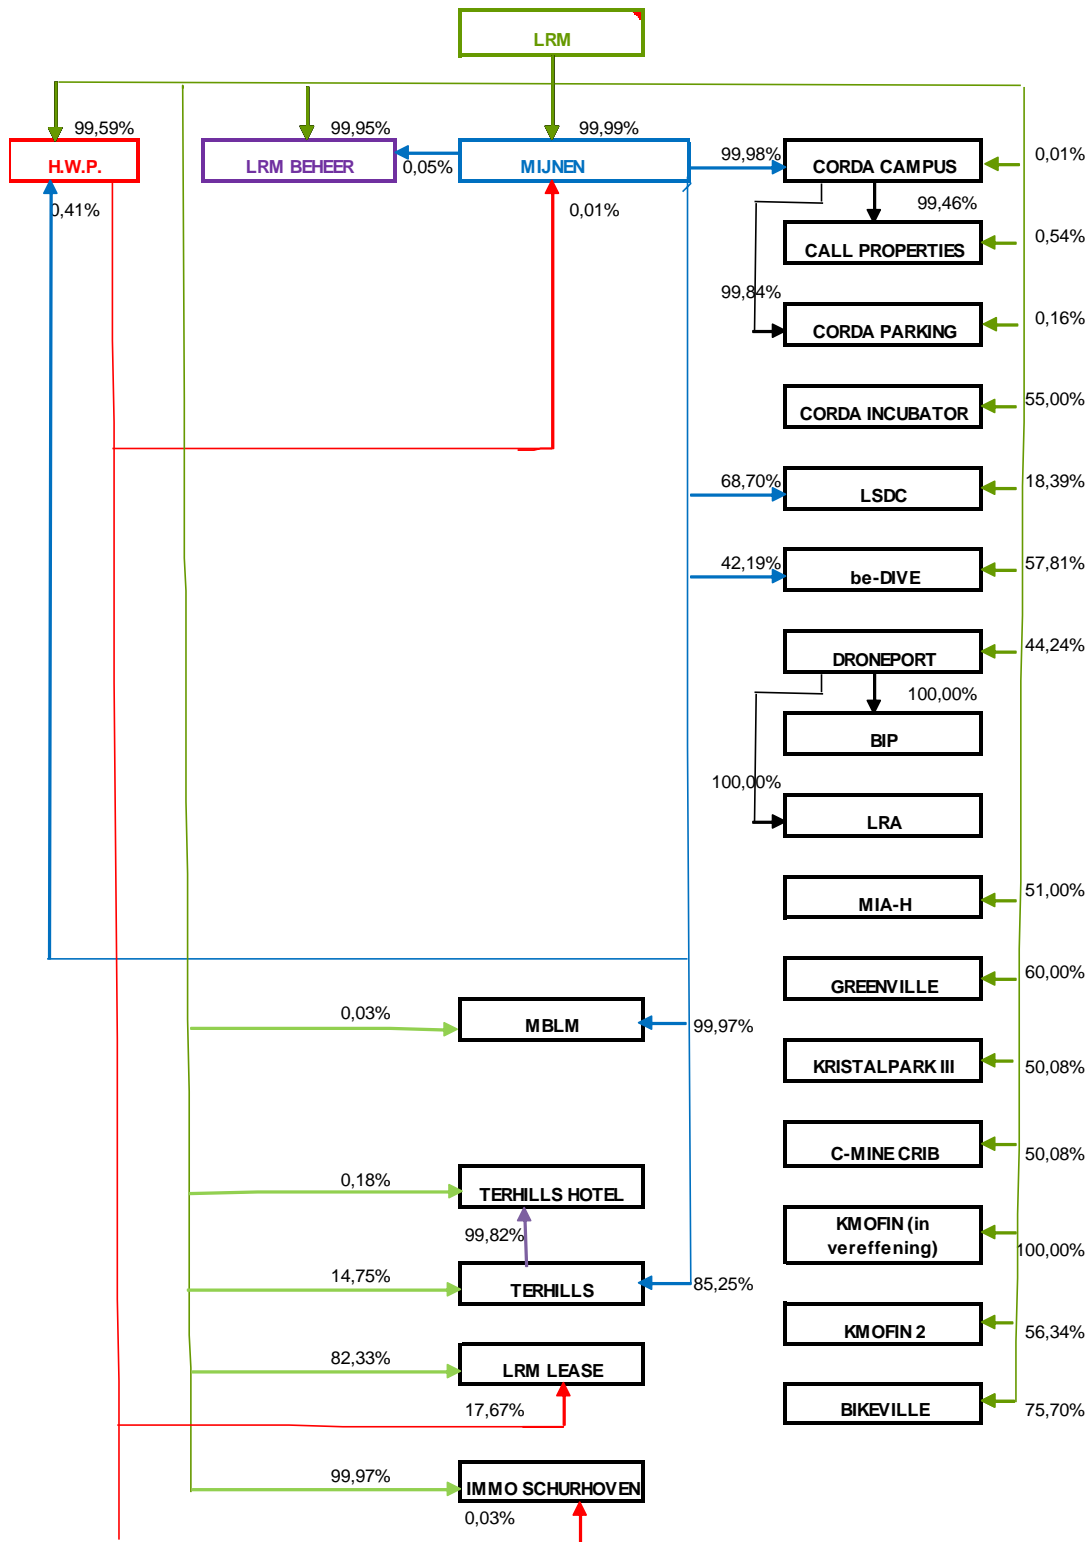 LRM
99,59%
99,95%
99,99%
H.W.P.
LRM BEHEER
0,05%
MIJNEN
99,98%
CORDA CAMPUS
0,01%
0,41%
0,01%
99,46%
CALL PROPERTIES
0,54%
99,84%
CORDA PARKING
0,16%
CORDA INCUBATOR
55,00%
68,70%
LSDC
18,39%
42,19%
be-DIVE
57,81%
DRONEPORT
44,24%
100,00%
BIP
100,00%
LRA
MIA-H
51,00%
GREENVILLE
60,00%
0,03%
MBLM
99,97%
KRISTALPARK III
50,08%
C-MINE CRIB
50,08%
0,18%
TERHILLS HOTEL
99,82%
KMOFIN (in
vereffening)
100,00%
14,75%
TERHILLS
85,25%
KMOFIN 2
56,34%
82,33%
LRM LEASE
17,67%
BIKEVILLE
75,70%
99,97%
IMMO SCHURHOVEN
0,03%